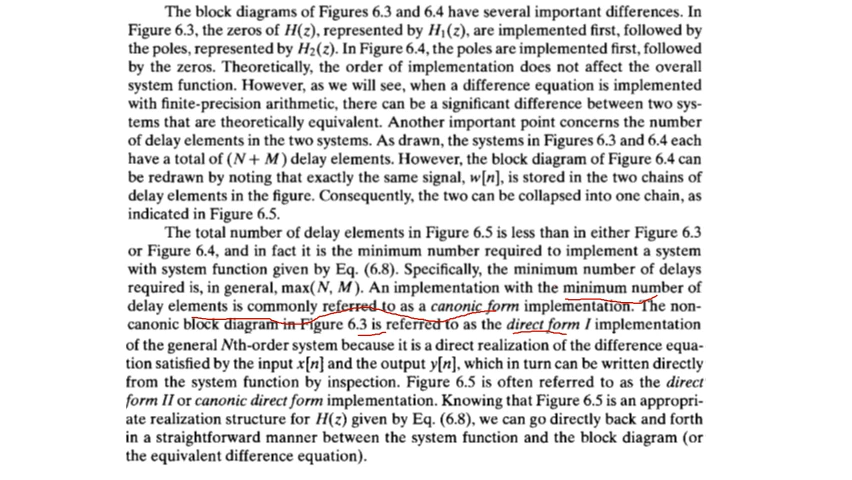 The block diagrams of Figures 6.3 and 6.4 have several important differences. In
Figure 6.3, the zeros of H(z), represented by H₁(z), are implemented first, followed by
the poles, represented by H₂(z). In Figure 6.4, the poles are implemented first, followed
by the zeros. Theoretically, the order of implementation does not affect the overall
system function. However, as we will see, when a difference equation is implemented
with finite-precision arithmetic, there can be a significant difference between two sys-
tems that are theoretically equivalent. Another important point concerns the number
of delay elements in the two systems. As drawn, the systems in Figures 6.3 and 6.4 each
have a total of (N + M) delay elements. However, the block diagram of Figure 6.4 can
be redrawn by noting that exactly the same signal, w[n], is stored in the two chains of
delay elements in the figure. Consequently, the two can be collapsed into one chain, as
indicated in Figure 6.5.
The total number of delay elements in Figure 6.5 is less than in either Figure 6.3
or Figure 6.4, and in fact it is the minimum number required to implement a system
with system function given by Eq. (6.8). Specifically, the minimum number of delays
required is, in general, max(N, M). An implementation with the minimum number of
delay elements is commonly referred to as a canonic form implementation. The non-
canonic block diagram in Figure 6.3 is referred to as the direct form I implementation
of the general Nth-order system because it is a direct realization of the difference equa-
tion satisfied by the input x[n] and the output y[n], which in turn can be written directly
from the system function by inspection. Figure 6.5 is often referred to as the direct
form II or canonic direct form implementation. Knowing that Figure 6.5 is an appropri-
ate realization structure for H(z) given by Eq. (6.8), we can go directly back and forth
in a straightforward manner between the system function and the block diagram (or
the equivalent difference equation).